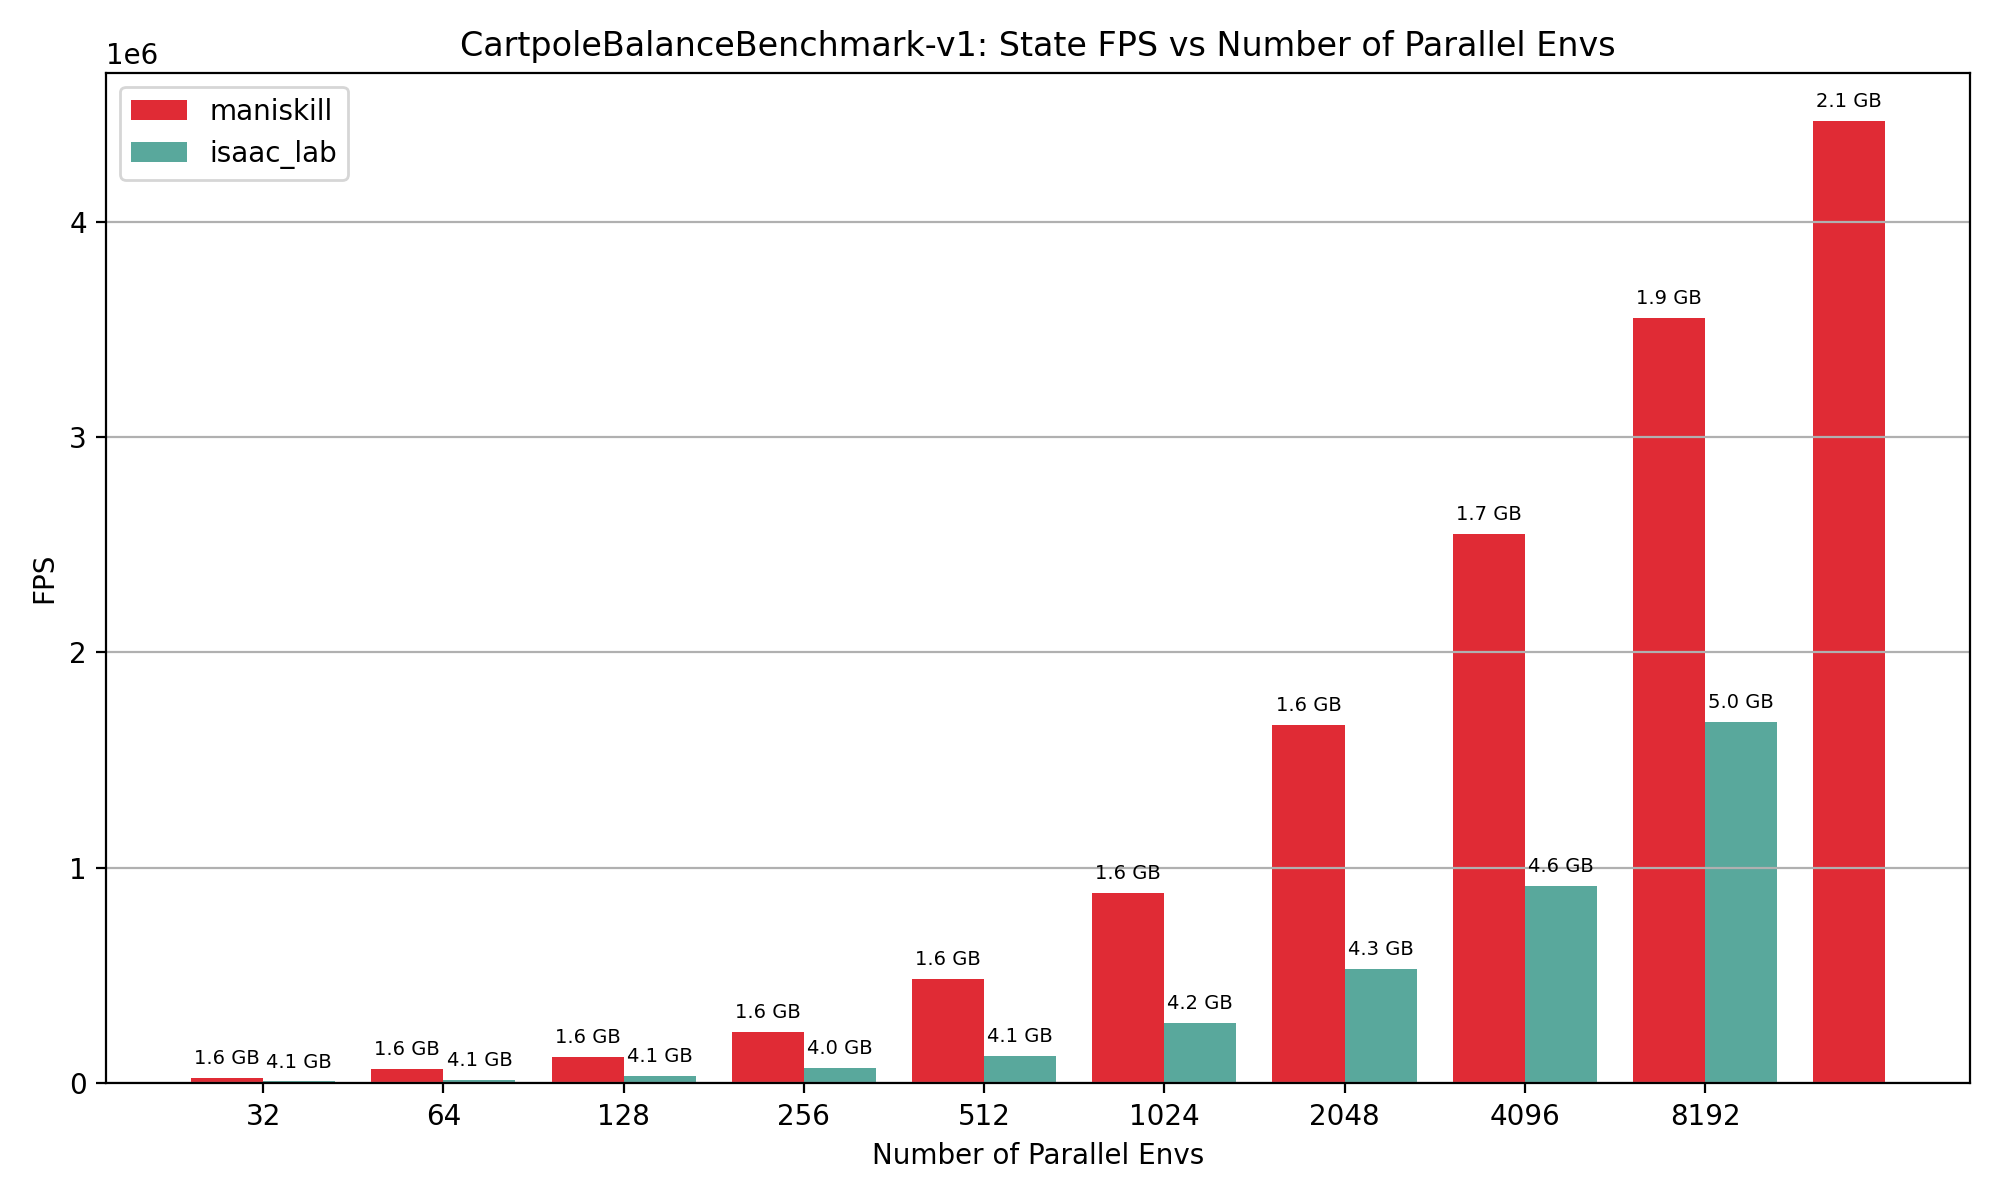 CartpoleBalanceBenchmark-v1: State FPS vs Number of Parallel Envs
1e6
maniskill
isaac_lab
FPS
4
3
2
1
0
1.6 GB
4.1 GB
1.6 GB
4.1 GB
1.6 GB
4.1 GB
1.6 GB
4.0 GB
1.6 GB
4.1 GB
1.6 GB
4.2 GB
1.6 GB
4.3 GB
1.7 GB
4.6 GB
1.9 GB
5.0 GB
2.1 GB
32 64 128 256 512 1024 2048 4096 8192
Number of Parallel Envs